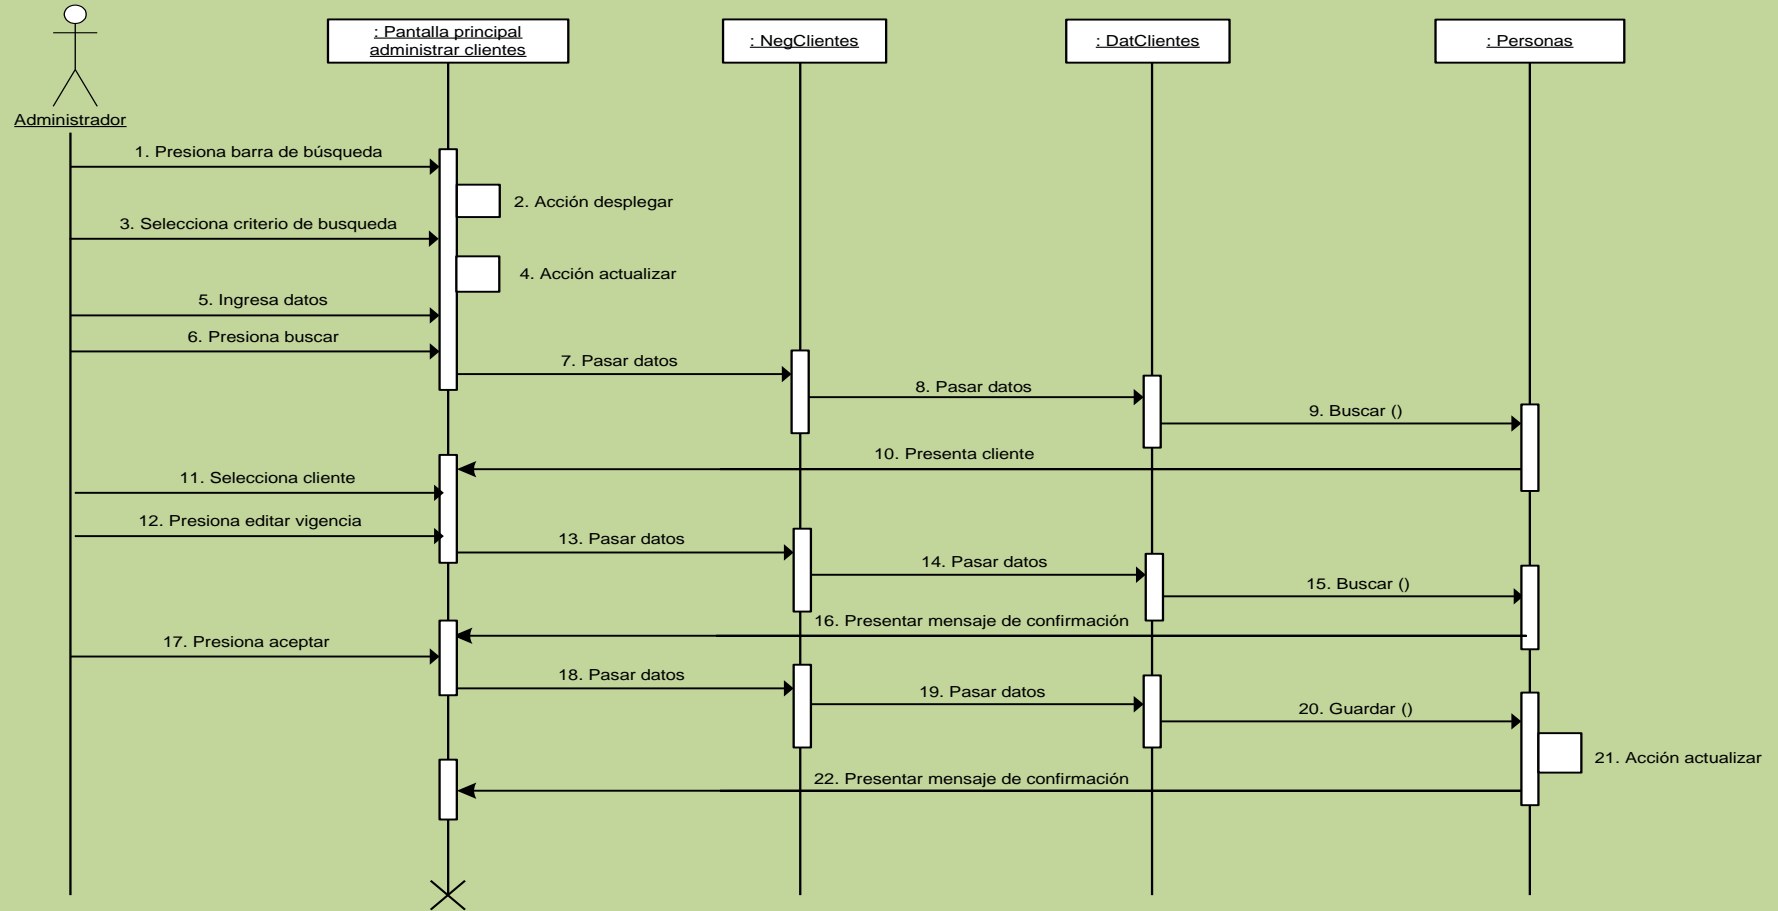 : Pantalla principal
administrar clientes
: NegClientes
: DatClientes
: Personas
Administrador
1. Presiona barra de búsqueda
2. Acción desplegar
3. Selecciona criterio de busqueda
4. Acción actualizar
5. Ingresa datos
6. Presiona buscar
7. Pasar datos
8. Pasar datos
9. Buscar ()
10. Presenta cliente
11. Selecciona cliente
12. Presiona editar vigencia
13. Pasar datos
14. Pasar datos
15. Buscar ()
16. Presentar mensaje de confirmación
17. Presiona aceptar
18. Pasar datos
19. Pasar datos
20. Guardar ()
21. Acción actualizar
22. Presentar mensaje de confirmación